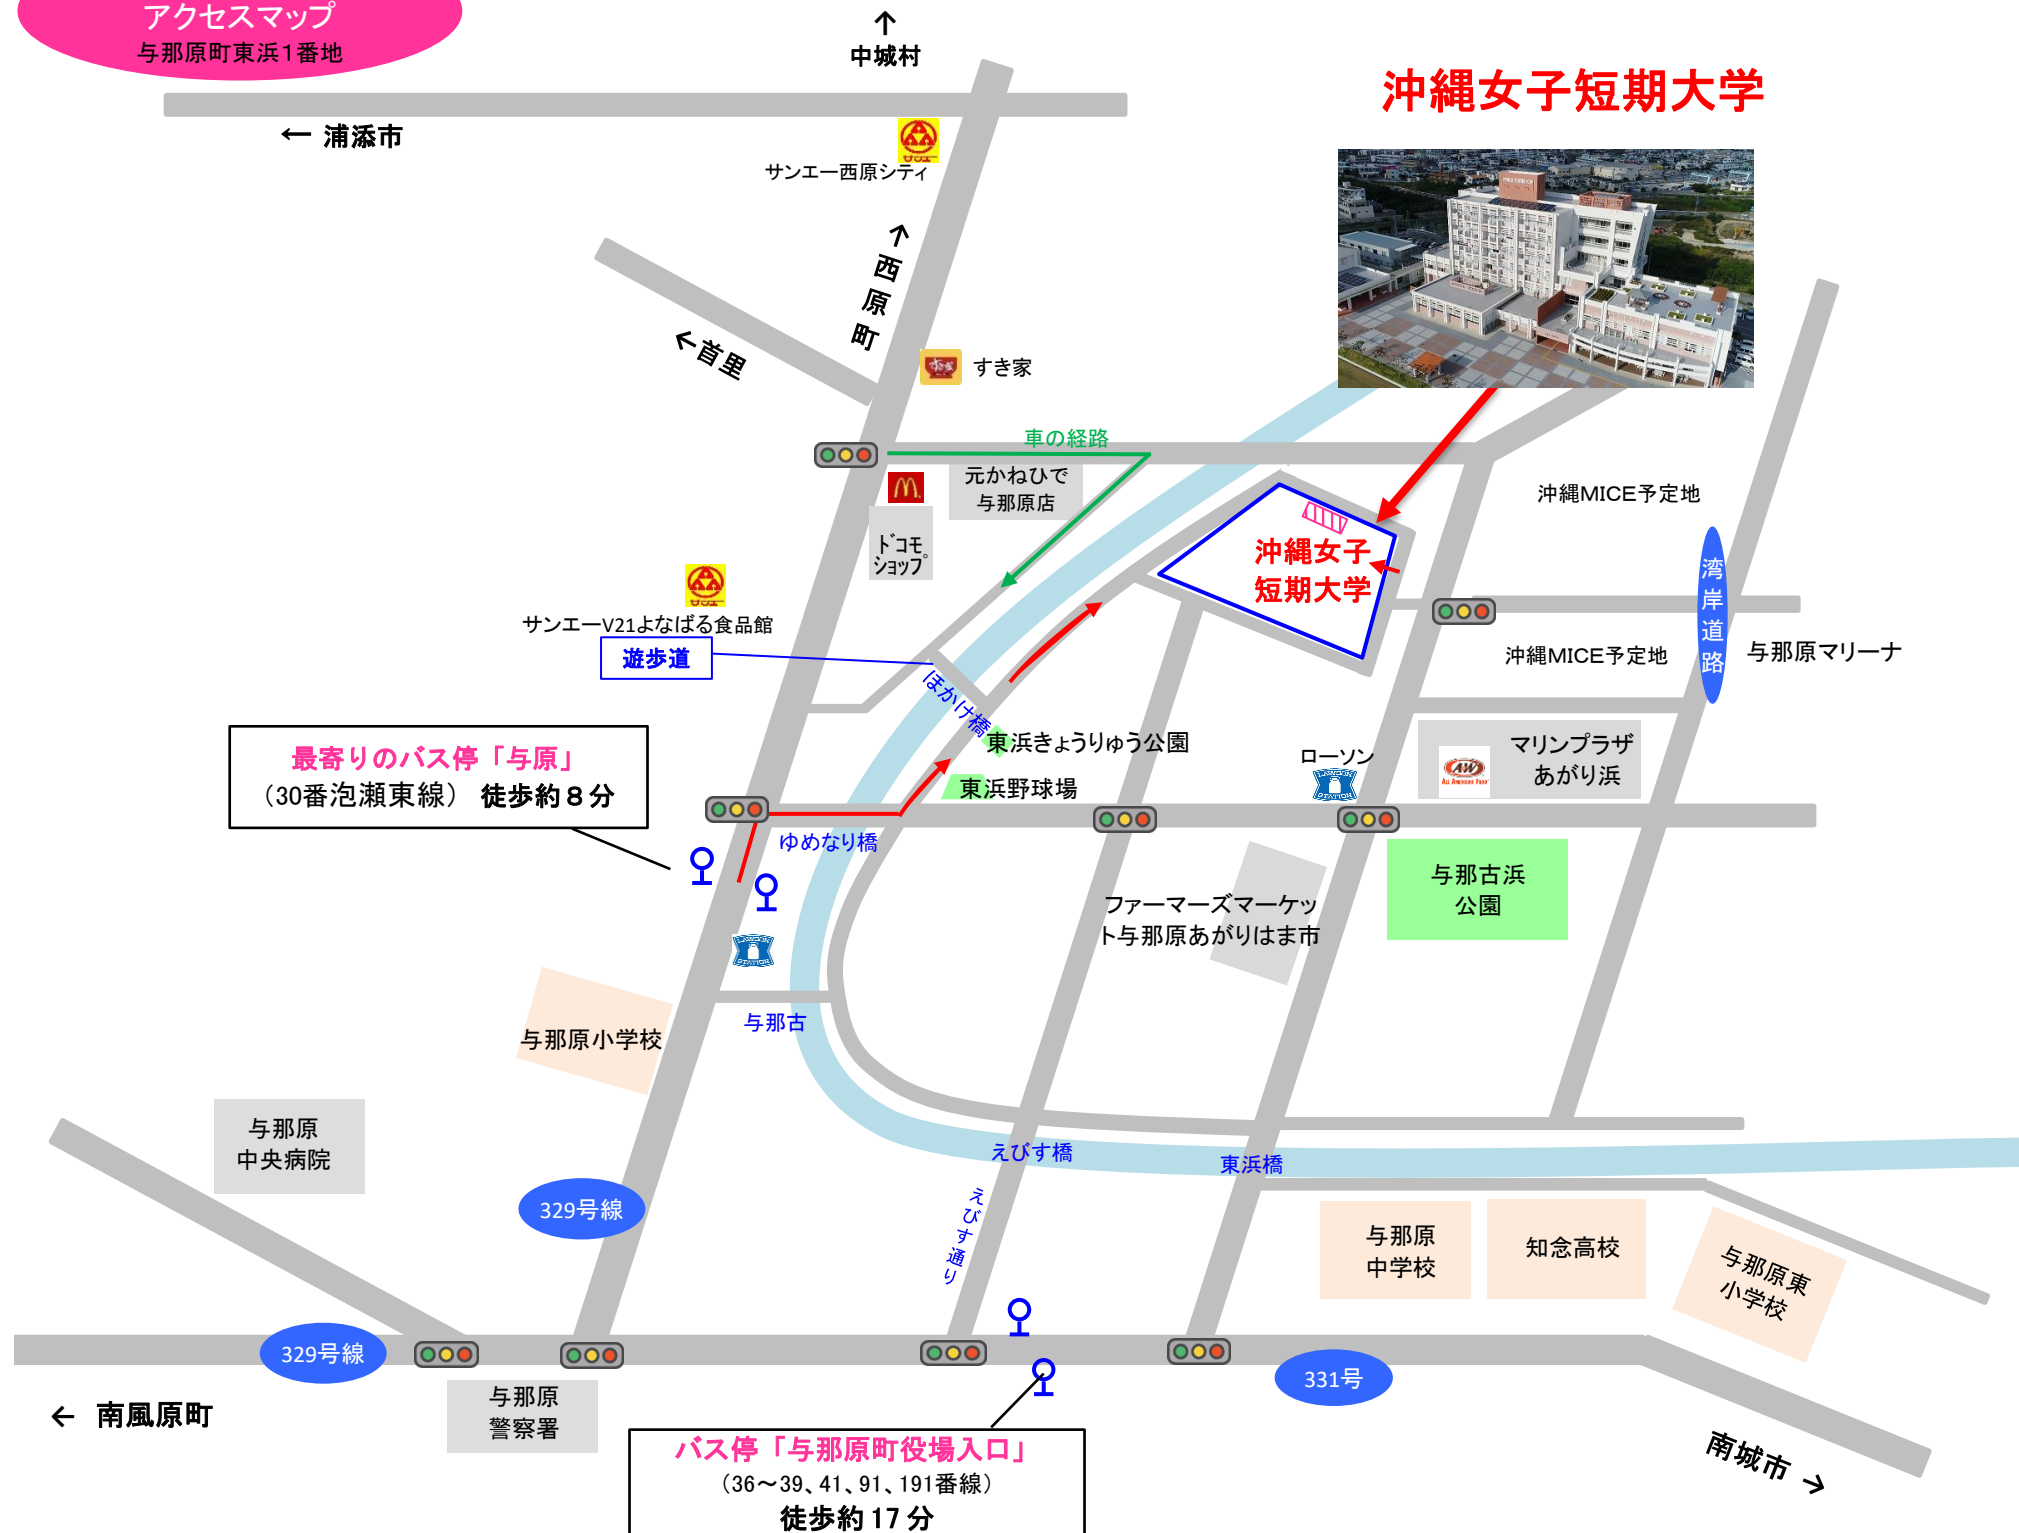 アクセスマップ
与那原町東浜1番地
↑
中城村
← 浦添市
沖縄女子短期大学
サンエー西原シティ
↑西原町
←首里
すき家
車の経路
元かねひで
与那原店
ドコモ
ショップ
沖縄MICE予定地
沖縄女子
短期大学
湾岸道路
サンエーV21よなばる食品館
遊歩道
沖縄MICE予定地
与那原マリーナ
ほかけ橋
東浜きょうりゅう公園
最寄りのバス停「与原」
（30番泡瀬東線） 徒歩約８分
東浜野球場
ローソン
マリンプラザ
あがり浜
A&W
ALL AMERICAN FOOD
ゆめなり橋
与那古浜
公園
ファーマーズマーケッ
ト与那原あがりはま市
与那原小学校
与那古
与那原
中央病院
えびす橋
東浜橋
えびす通り
329号線
与那原
中学校
知念高校
与那原東
小学校
329号線
331号
← 南風原町
与那原
警察署
バス停「与那原町役場入口」
（36～39、41、91、191番線）
徒歩約 17 分
南城市 →